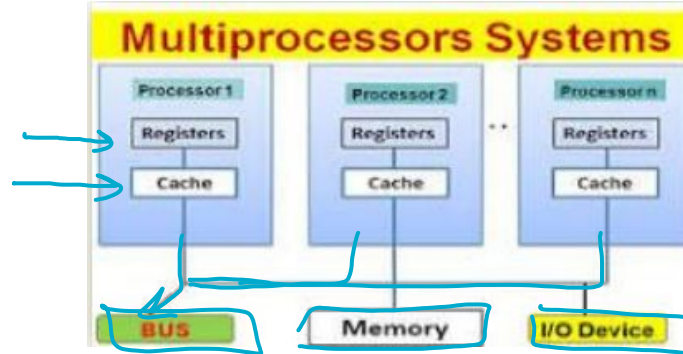 Multiprocessors Systems
Processor 1
Processor 2
Processor n
Registers
Registers
..
Registers
Cache
Cache
Cache
BUS
Memory
I/O Device